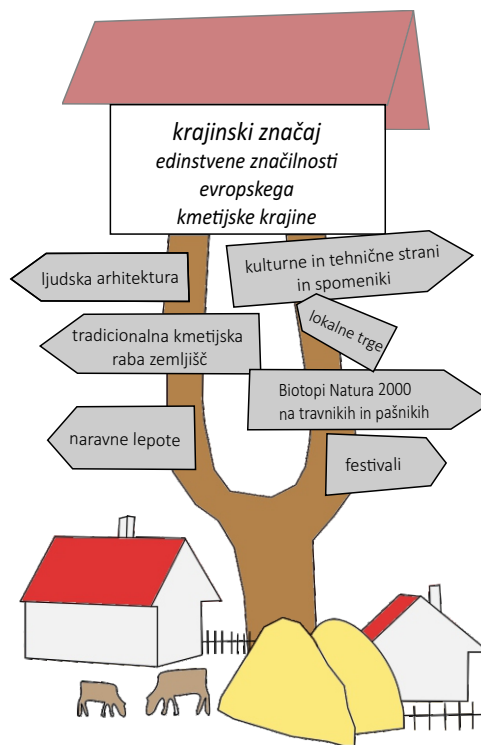 krajinski značaj
edinstvene značilnosti
evropskega
kmetijske krajine
ljudska arhitektura
kulturne in tehnične strani
in spomeniki
lokalne trge
tradicionalna kmetijska
raba zemljišč
Biotopi Natura 2000
na travnikih in pašnikih
naravne lepote
festivali